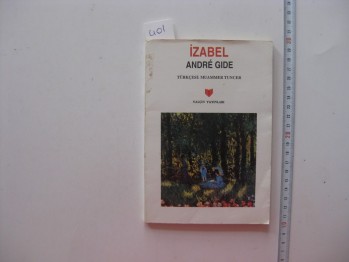 401
İZABEL
ANDRÉ GIDE
TÜRKÇESİ: MUAMMER TUNCER